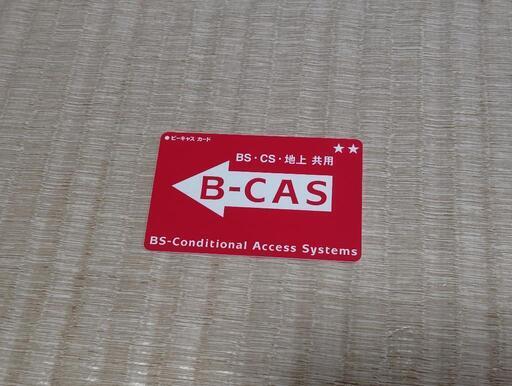 ビーキャス カード
★★
BS・CS・地上 共用
B-CAS
BS-Conditional Access Systems